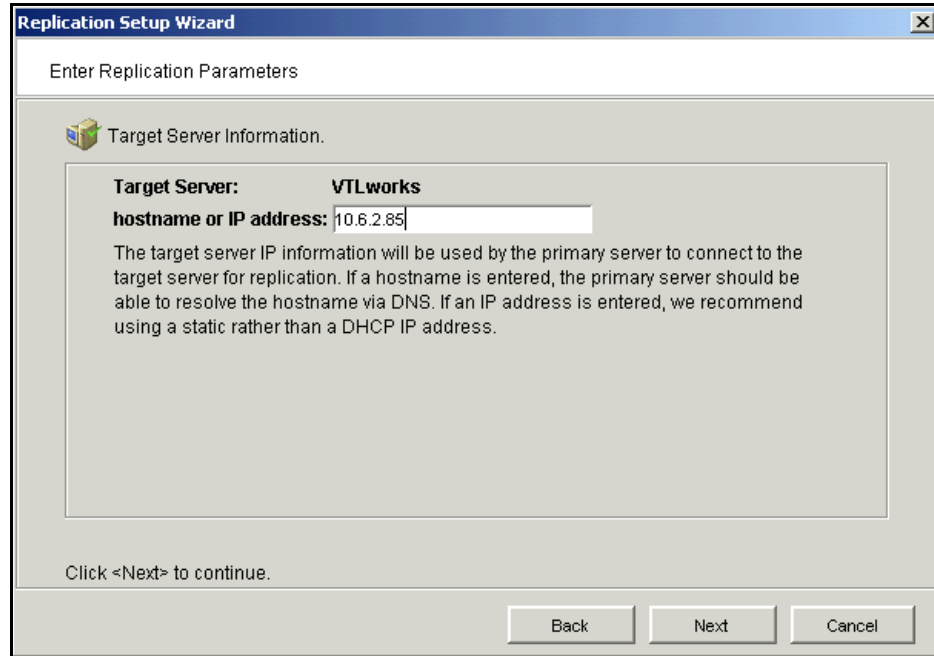 Replication Setup Wizard
Enter Replication Parameters
Target Server Information.
Target Server: VTLworks
hostname or IP address: 10.6.2.85
The target server IP information will be used by the primary server to connect to the
target server for replication. If a hostname is entered, the primary server should be
able to resolve the hostname via DNS. If an IP address is entered, we recommend
using a static rather than a DHCP IP address.
Click <Next> to continue.
Back Next Cancel